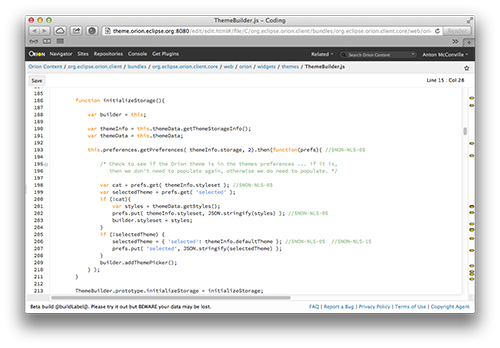 ThemeBuilder.js – Coding
theme.orion.eclipse.org:8080/edit/edit.html#/file/C/org.eclipse.orion.client/bundles/org.eclipse.orion.client.core/web/orion/
Reader
ORION Navigator Sites Repositories Console Get Plugins Related Search Orion Content Anton McConville
Orion Content / org.eclipse.orion.client / bundles / org.eclipse.orion.client.core / web / orion / widgets / themes / ThemeBuilder.js
Save Line 15 : Col 28
185
186 function initializeStorage(){
187
188 var builder = this;
189
190 var themeInfo = this.themeData.getThemeStorageInfo();
191 var themeData = this.themeData;
192
193 this.preferences.getPreferences( themeInfo.storage, 2).then(function(prefs){ //$NON-NLS-0$
194
195 /* Check to see if the Orion theme is in the themes preferences ... if it is,
196 then we don't need to populate again, otherwise we do need to populate. */
197
198 var cat = prefs.get( themeInfo.styleset ); //$NON-NLS-0$
199 var selectedTheme = prefs.get( 'selected' );
200 if (!cat){
201 var styles = themeData.getStyles();
202 prefs.put( themeInfo.styleset, JSON.stringify(styles) ); //$NON-NLS-0$
203 builder.styleset = styles;
204 }
205 if (!selectedTheme) {
206 selectedTheme = { 'selected': themeInfo.defaultTheme }; //$NON-NLS-0$ //$NON-NLS-1$
207 prefs.put( 'selected', JSON.stringify(selectedTheme) );
208 }
209 builder.addThemePicker();
210 } );
211 }
212
213 ThemeBuilder.prototype.initializeStorage = initializeStorage;
Beta build @buildLabel@. Please try it out but BEWARE your data may be lost. FAQ | Report a Bug | Privacy Policy | Terms of Use | Copyright Agent